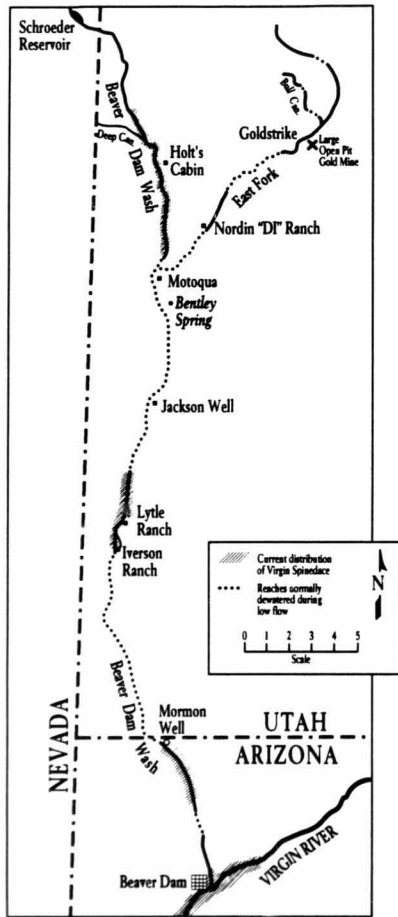 Schroeder
Reservoir
Beaver
Dam Wash
Deep Can.
Holt's
Cabin
Bull Can.
Goldstrike
Large
Open Pit
Gold Mine
East Fork
Nordin "DI" Ranch
Motoqua
Bentley
Spring
Jackson Well
Lytle
Ranch
Iverson
Ranch
Current distribution
of Virgin Spinedace
Reaches normally
dewatered during
low flow
N
0 1 2 3 4 5
Scale
Beaver Dam
Wash
Mormon
Well
UTAH
ARIZONA
NEVADA
Beaver Dam
VIRGIN RIVER